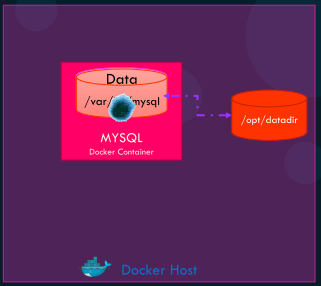 Data
/var/ /mysql
/opt/datadir
MYSQL
Docker Container
Docker Host